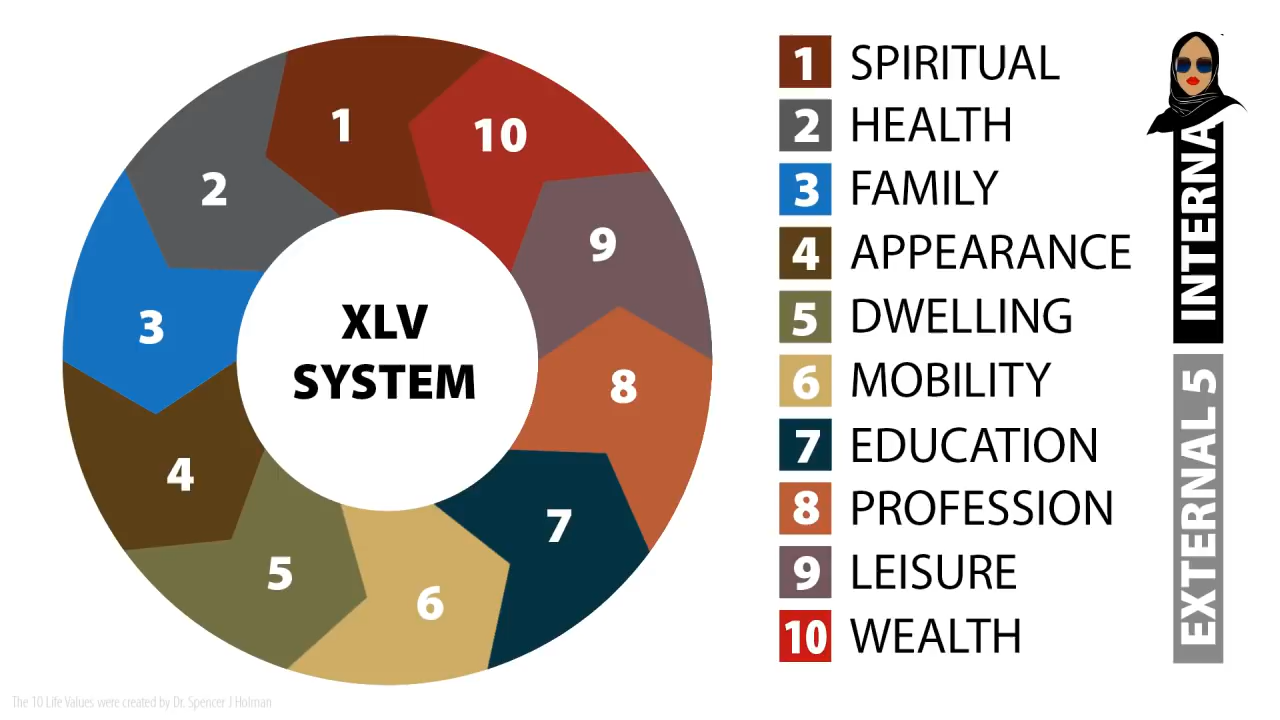 1
10
2
9
3
8
4
7
5
6
XLV
SYSTEM
1 SPIRITUAL
2 HEALTH
3 FAMILY
4 APPEARANCE
5 DWELLING
6 MOBILITY
7 EDUCATION
8 PROFESSION
9 LEISURE
10 WEALTH
INTERNA
EXTERNAL 5
The 10 Life Values were created by Dr. Spencer J Holman